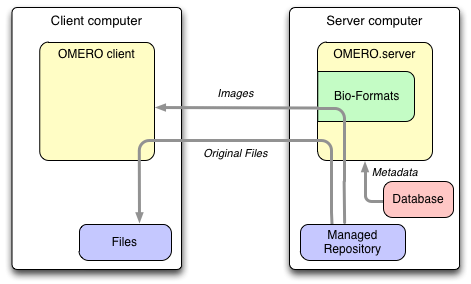 Client computer
Server computer
OMERO client
OMERO.server
Bio-Formats
Images
Original Files
Metadata
Database
Files
Managed
Repository